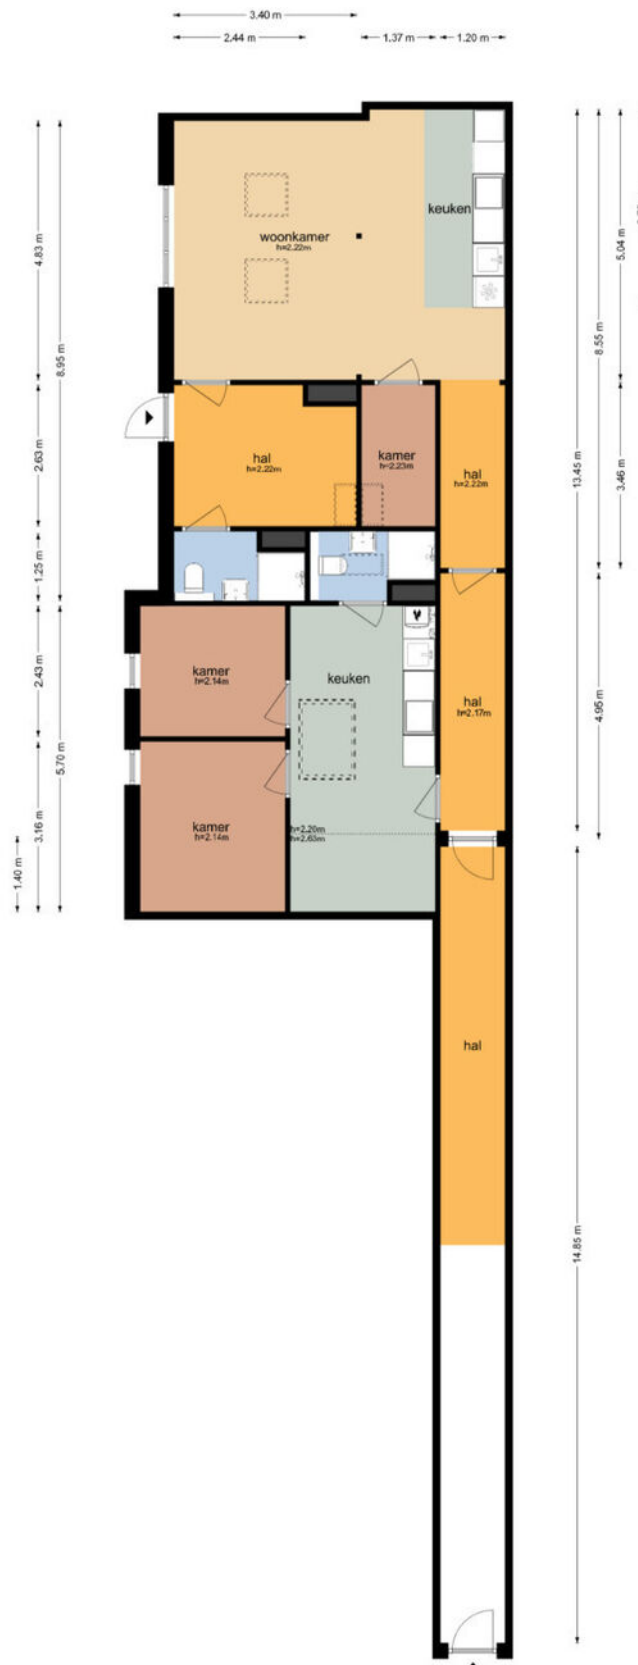 3.40 m
2.44 m
1.37 m
1.20 m
keuken
woonkamer
h=2.22m
4.83 m
8.95 m
5.04 m
8.55 m
13.45 m
hal
h=2.22m
kamer
h=2.23m
hal
h=2.22m
2.63 m
3.46 m
1.25 m
kamer
h=2.14m
keuken
hal
h=2.17m
2.43 m
5.70 m
4.95 m
kamer
h=2.14m
h=2.20m
h=2.63m
3.16 m
1.40 m
hal
14.85 m